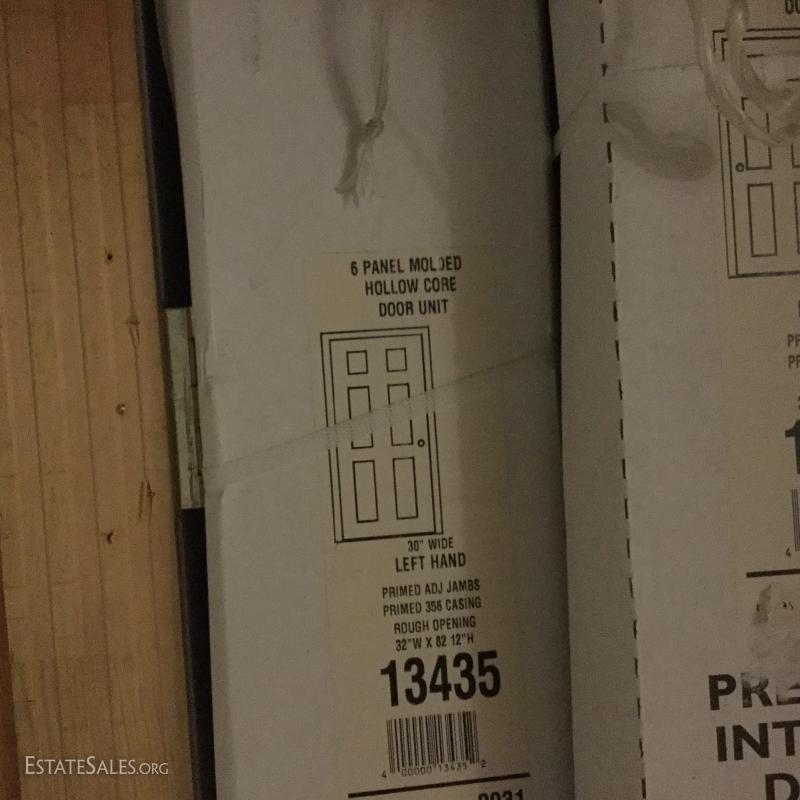 6 PANEL MOLDED
HOLLOW CORE
DOOR UNIT
30" WIDE
LEFT HAND
PRIMED ADJ JAMBS
PRIMED 356 CASING
ROUGH OPENING
32"W X 82 12"H
13435
4 00000 13435 2
PRE
INT
D
ESTATESALES.ORG